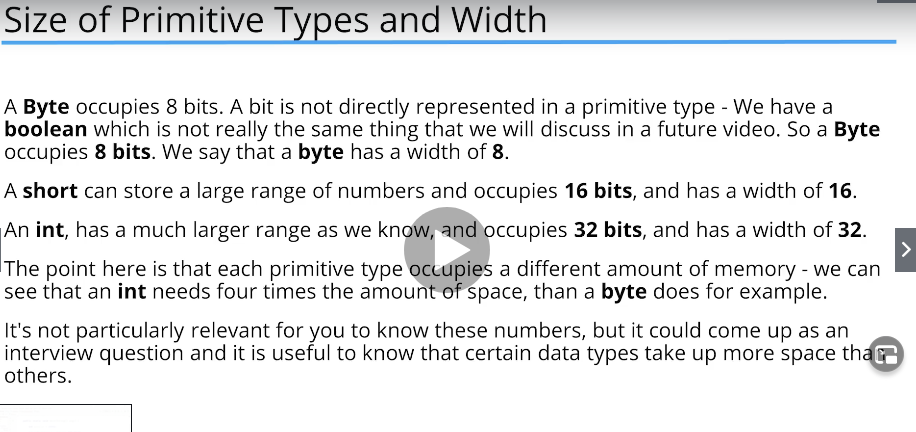 Size of Primitive Types and Width
A Byte occupies 8 bits. A bit is not directly represented in a primitive type - We have a
boolean which is not really the same thing that we will discuss in a future video. So a Byte
occupies 8 bits. We say that a byte has a width of 8.
A short can store a large range of numbers and occupies 16 bits, and has a width of 16.
An int, has a much larger range as we know, and occupies 32 bits, and has a width of 32.
The point here is that each primitive type occupies a different amount of memory - we can
see that an int needs four times the amount of space, than a byte does for example.
It's not particularly relevant for you to know these numbers, but it could come up as an
interview question and it is useful to know that certain data types take up more space than
others.